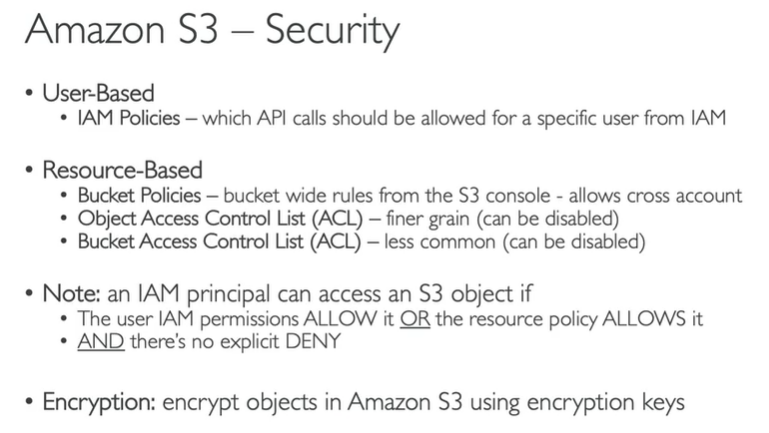 Amazon S3 – Security
• User-Based
• IAM Policies – which API calls should be allowed for a specific user from IAM
• Resource-Based
• Bucket Policies – bucket wide rules from the S3 console - allows cross account
• Object Access Control List (ACL) – finer grain (can be disabled)
• Bucket Access Control List (ACL) – less common (can be disabled)
• Note: an IAM principal can access an S3 object if
• The user IAM permissions ALLOW it OR the resource policy ALLOWS it
• AND there's no explicit DENY
• Encryption: encrypt objects in Amazon S3 using encryption keys